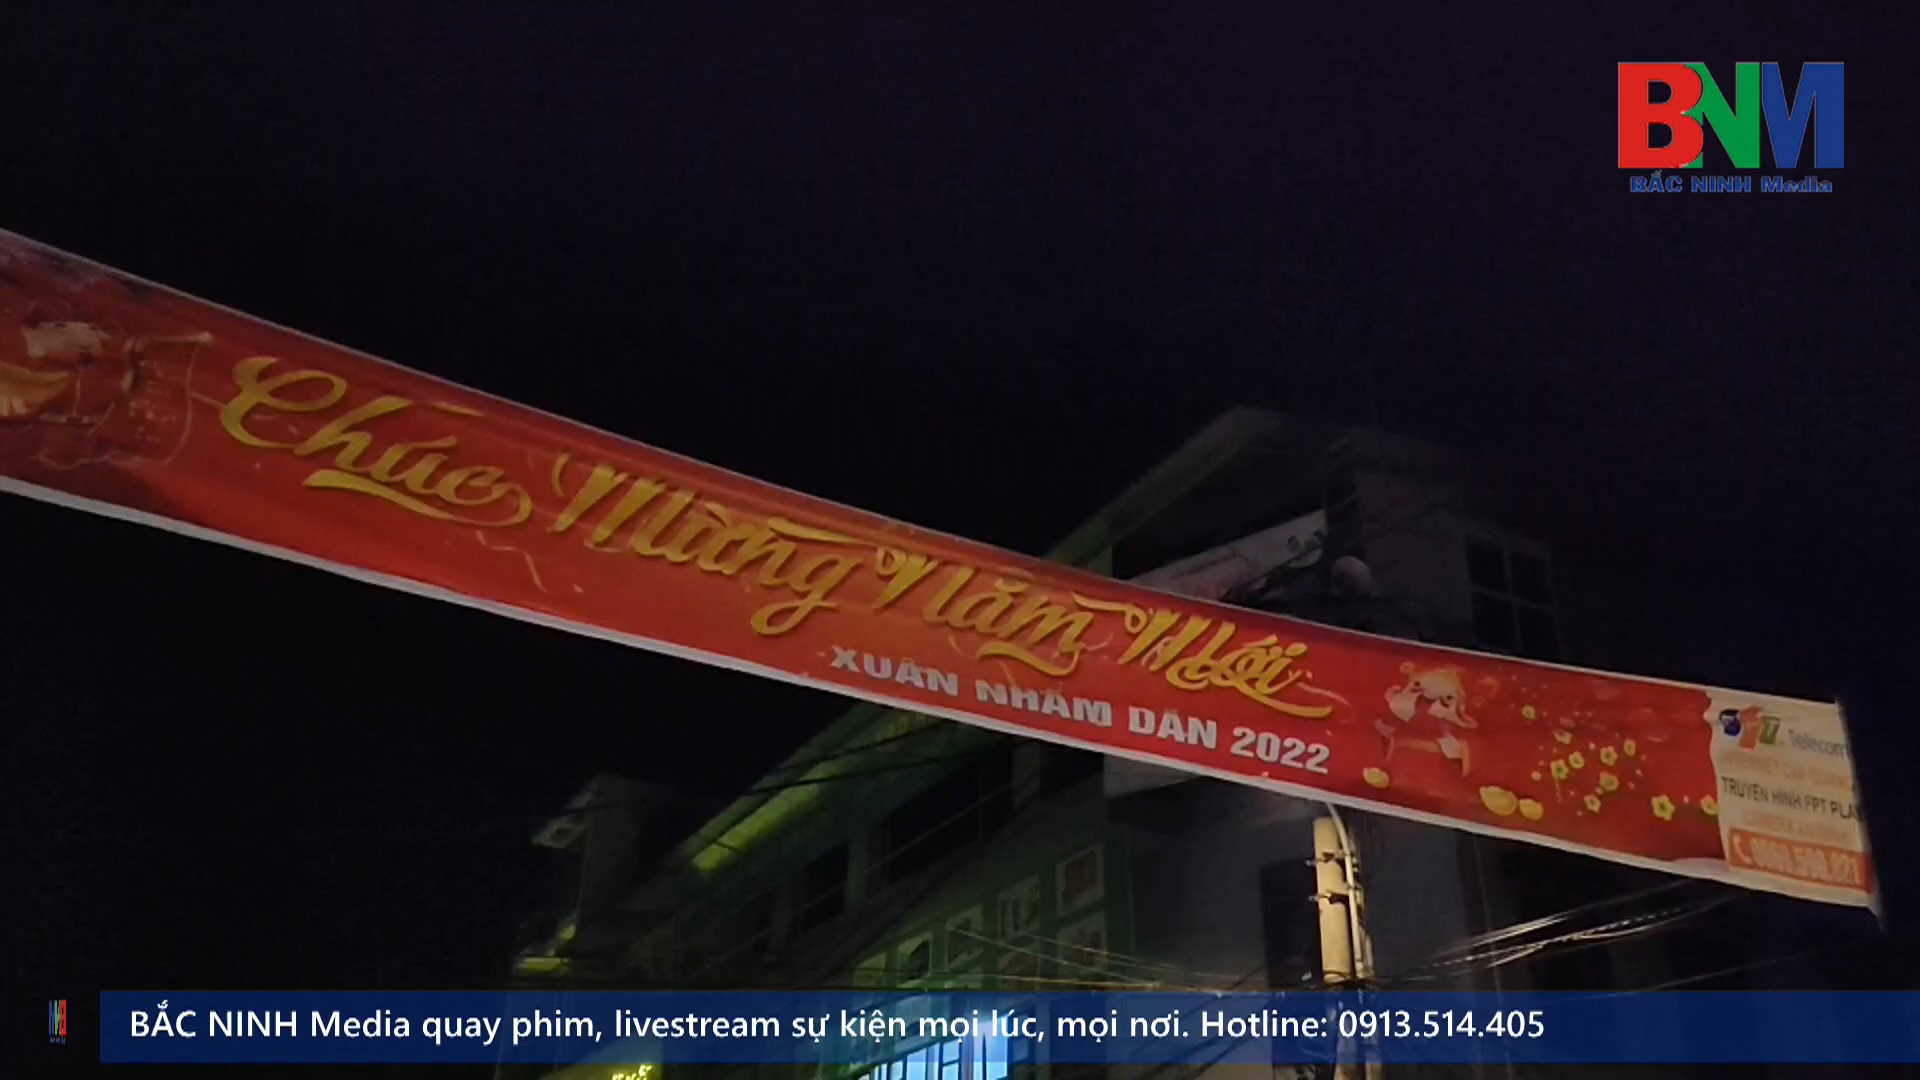 BNM
BẮC NINH Media
Chúc Mừng Năm Mới
XUÂN NHÂM DẦN 2022
Telecom
TRUYỀN HÌNH FPT PLA
BẮC NINH Media quay phim, livestream sự kiện mọi lúc, mọi nơi. Hotline: 0913.514.405